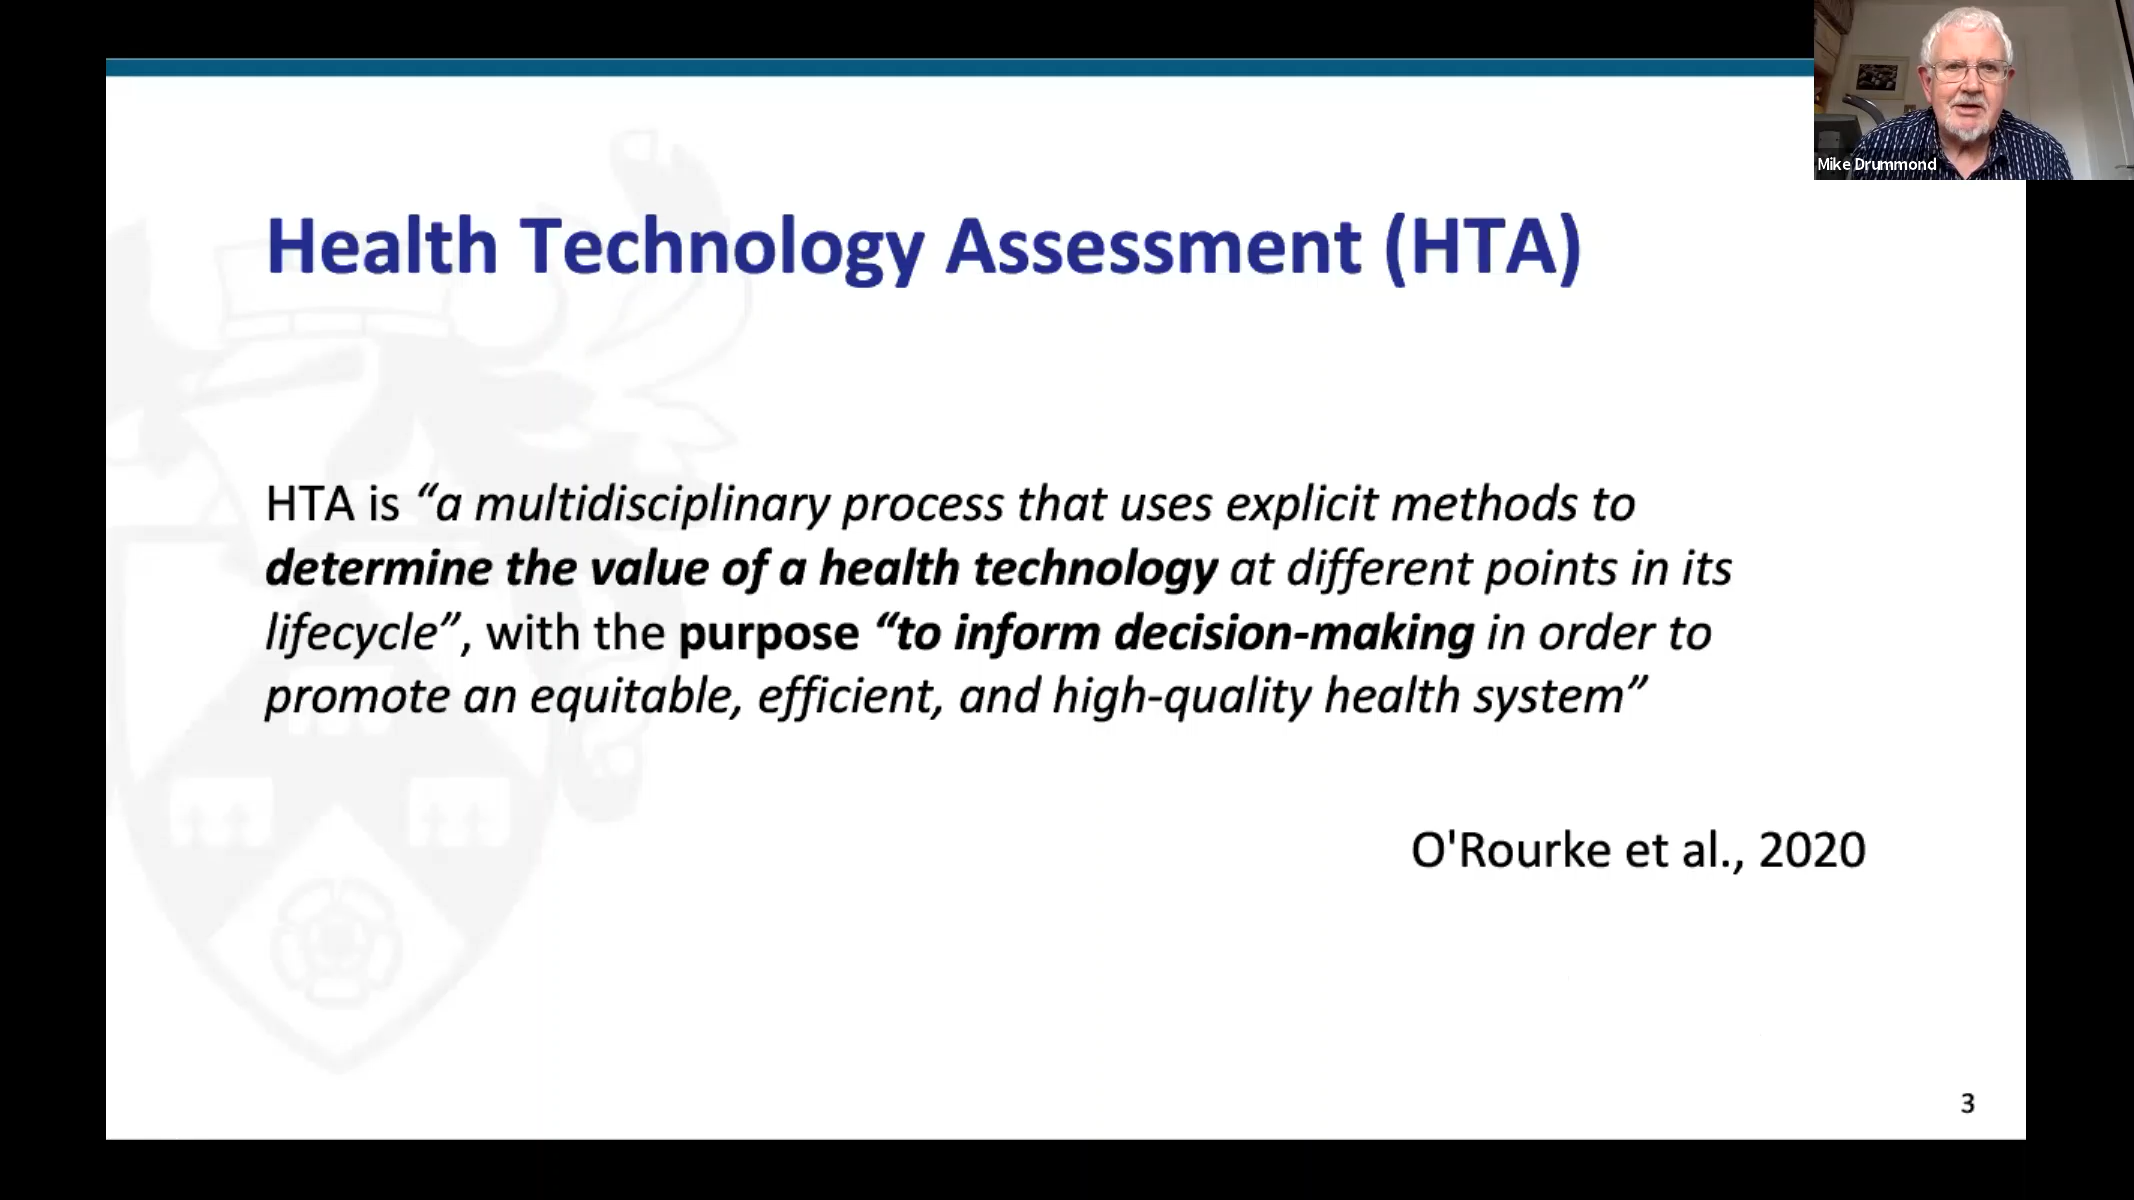 Mike Drummond
Health Technology Assessment (HTA)
HTA is “a multidisciplinary process that uses explicit methods to
determine the value of a health technology at different points in its
lifecycle”, with the purpose “to inform decision-making in order to
promote an equitable, efficient, and high-quality health system”
O'Rourke et al., 2020
3